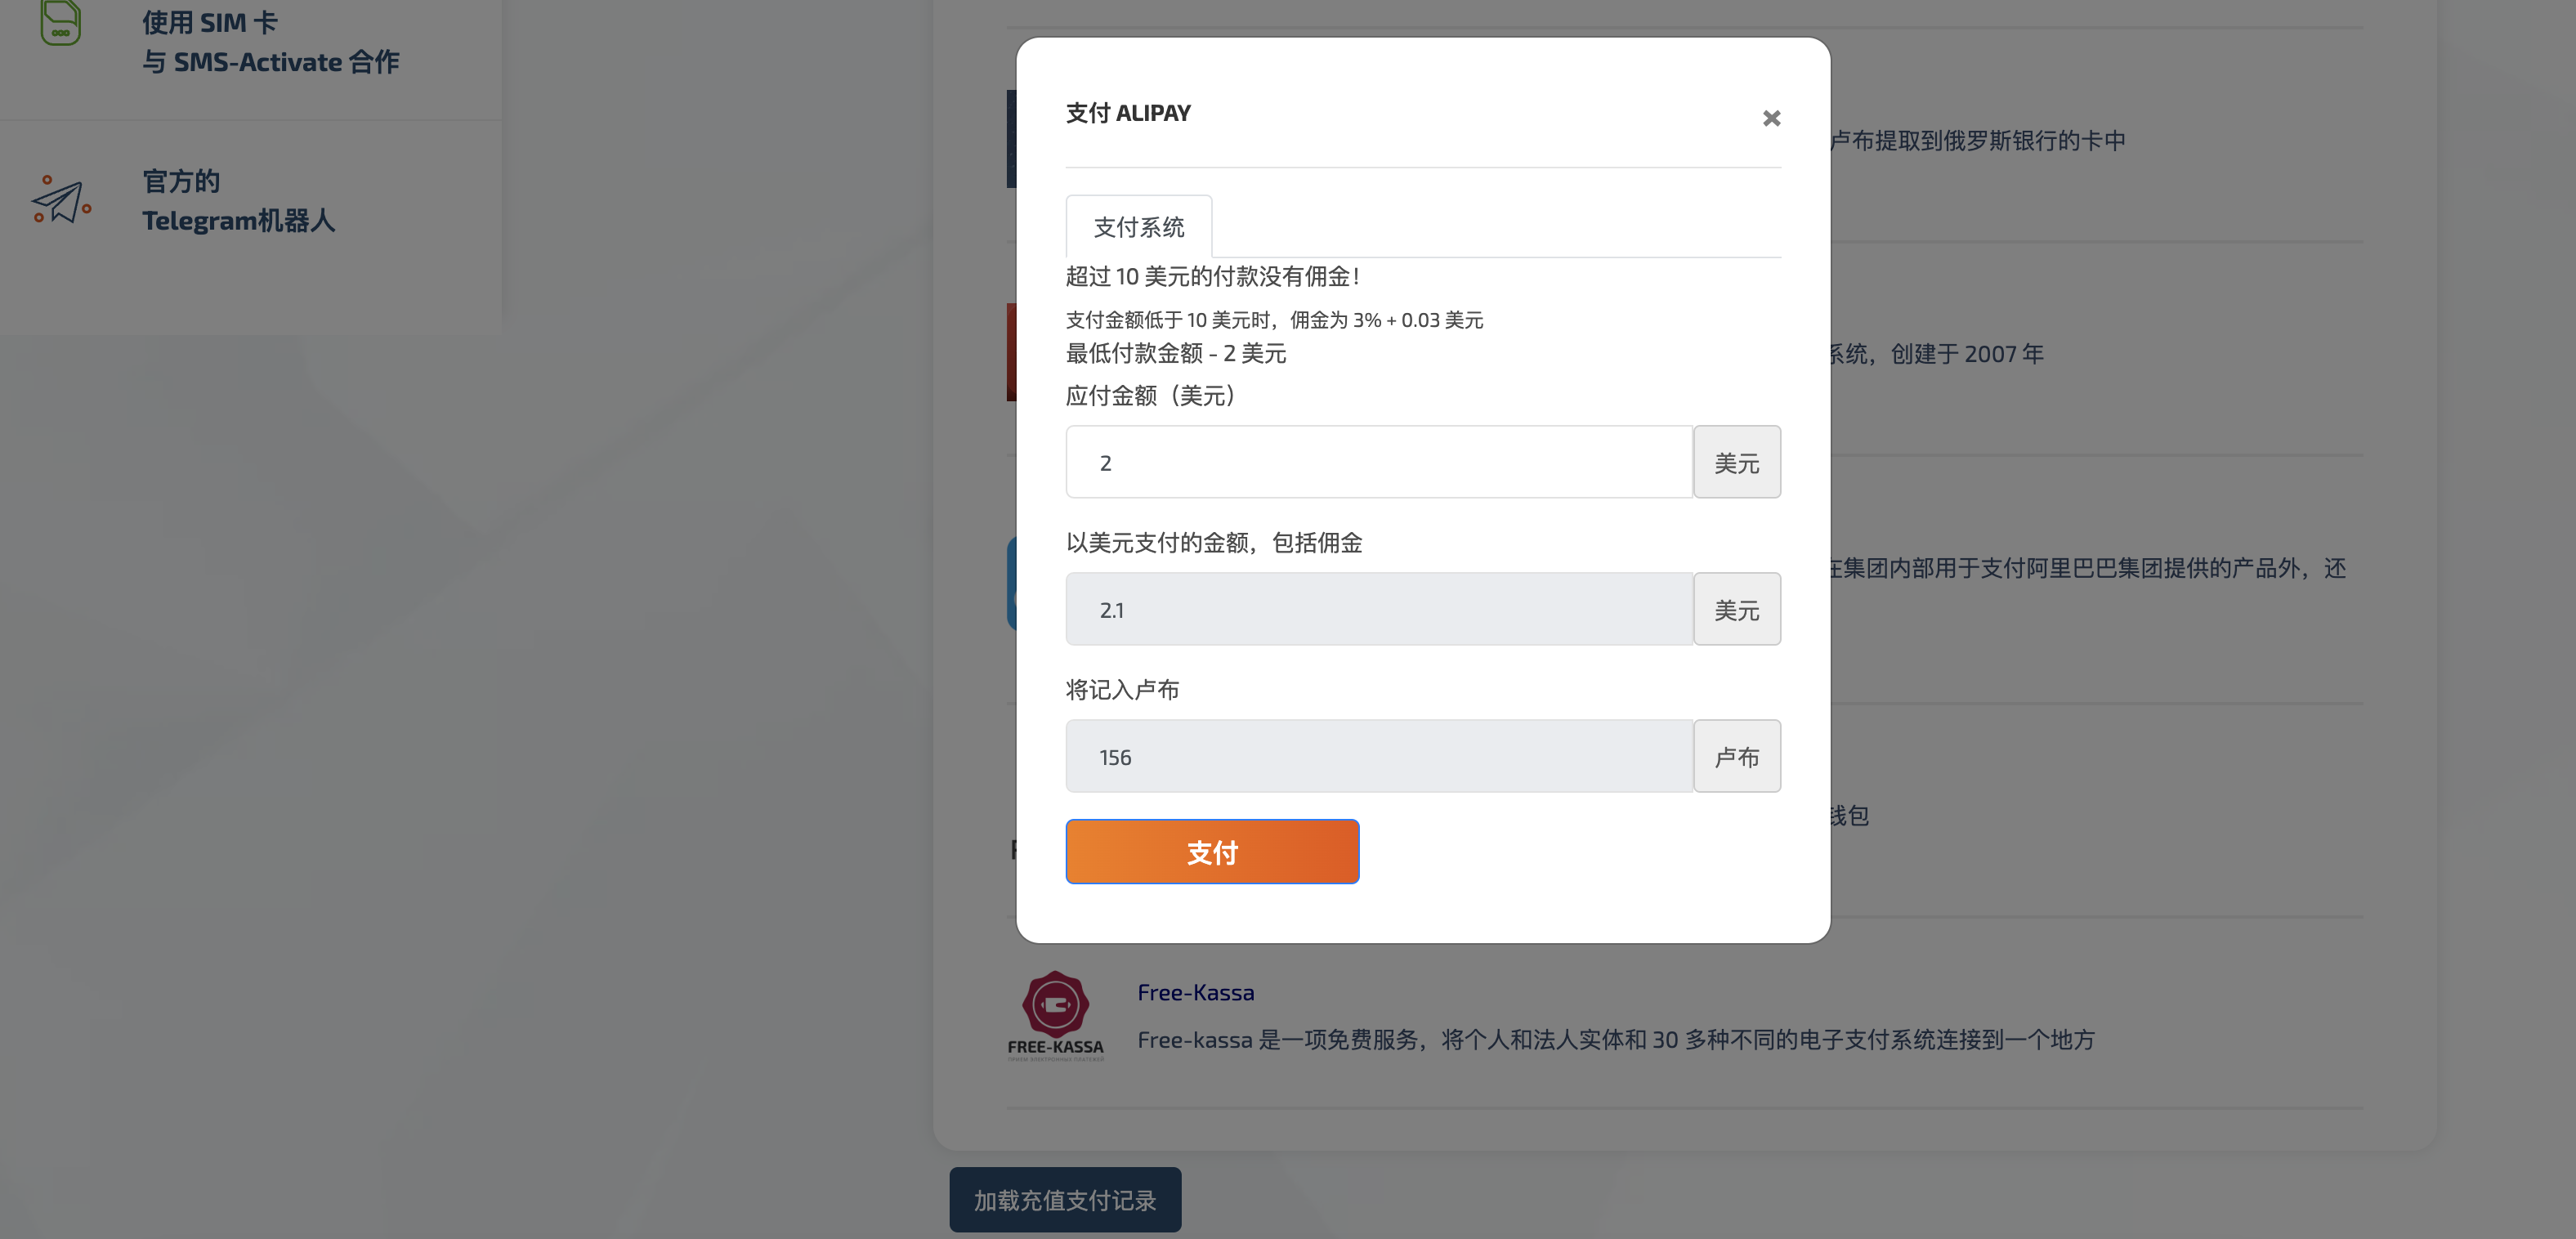 使用 SIM 卡
与 SMS-Activate 合作
官方的
Telegram机器人
支付 ALIPAY
支付系统
超过 10 美元的付款没有佣金！
支付金额低于 10 美元时，佣金为 3% + 0.03 美元
最低付款金额 - 2 美元
应付金额（美元）
2
美元
以美元支付的金额，包括佣金
2.1
美元
将记入卢布
156
卢布
支付
卢布提取到俄罗斯银行的卡中
系统，创建于 2007 年
在集团内部用于支付阿里巴巴集团提供的产品外，还
钱包
FREE-KASSA
Free-Kassa
Free-kassa 是一项免费服务，将个人和法人实体和 30 多种不同的电子支付系统连接到一个地方
加载充值支付记录